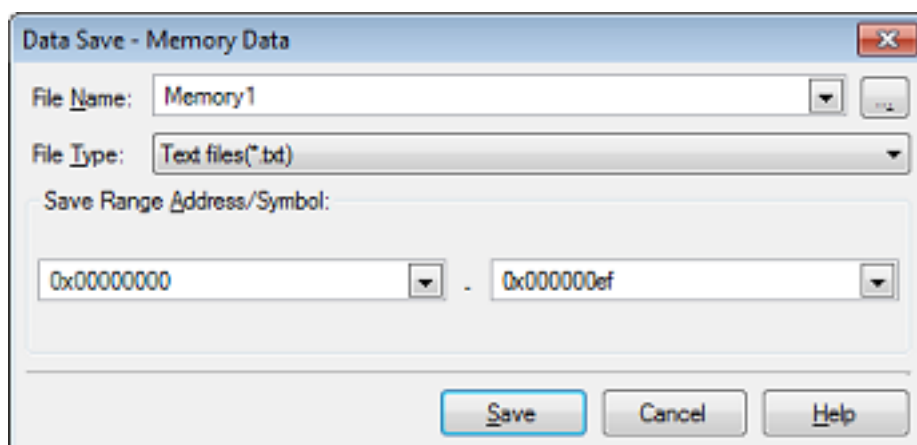 Data Save - Memory Data
File Name: Memory1 ...
File Type: Text files(*.txt)
Save Range Address/Symbol:
0x00000000 - 0x000000ef
Save Cancel Help